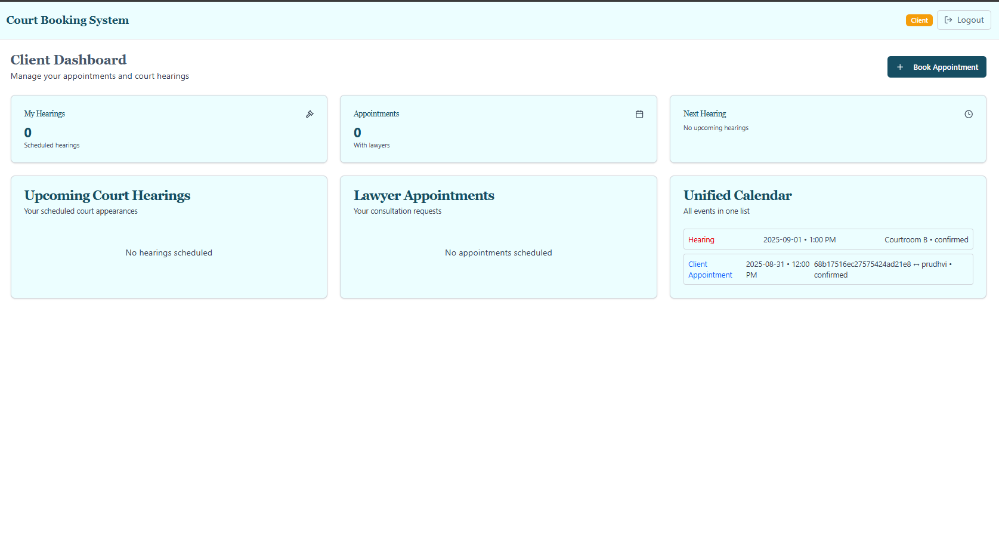 Court Booking System
Client
Logout
Client Dashboard
Manage your appointments and court hearings
+ Book Appointment
My Hearings
0
Scheduled hearings
Appointments
0
With lawyers
Next Hearing
No upcoming hearings
Upcoming Court Hearings
Your scheduled court appearances
No hearings scheduled
Lawyer Appointments
Your consultation requests
No appointments scheduled
Unified Calendar
All events in one list
Hearing 2025-09-01 • 1:00 PM Courtroom B • confirmed
Client Appointment
2025-08-31 • 12:00 PM
68b17516ec27575424ad21e8 ↔ prudhvi •
confirmed